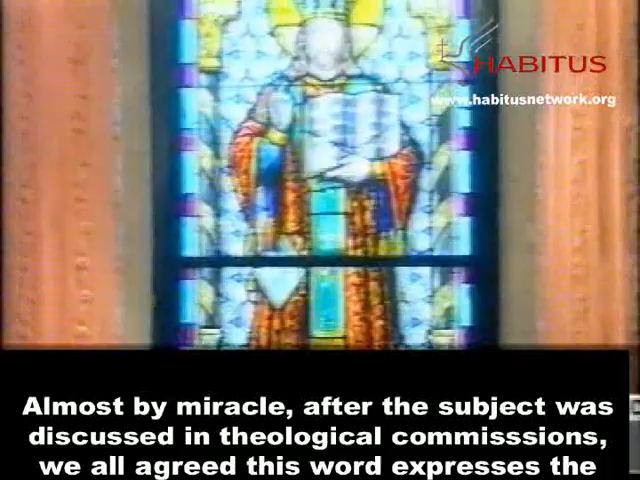 HABITUS
www.habitusnetwork.org
Almost by miracle, after the subject was
discussed in theological commisssions,
we all agreed this word expresses the